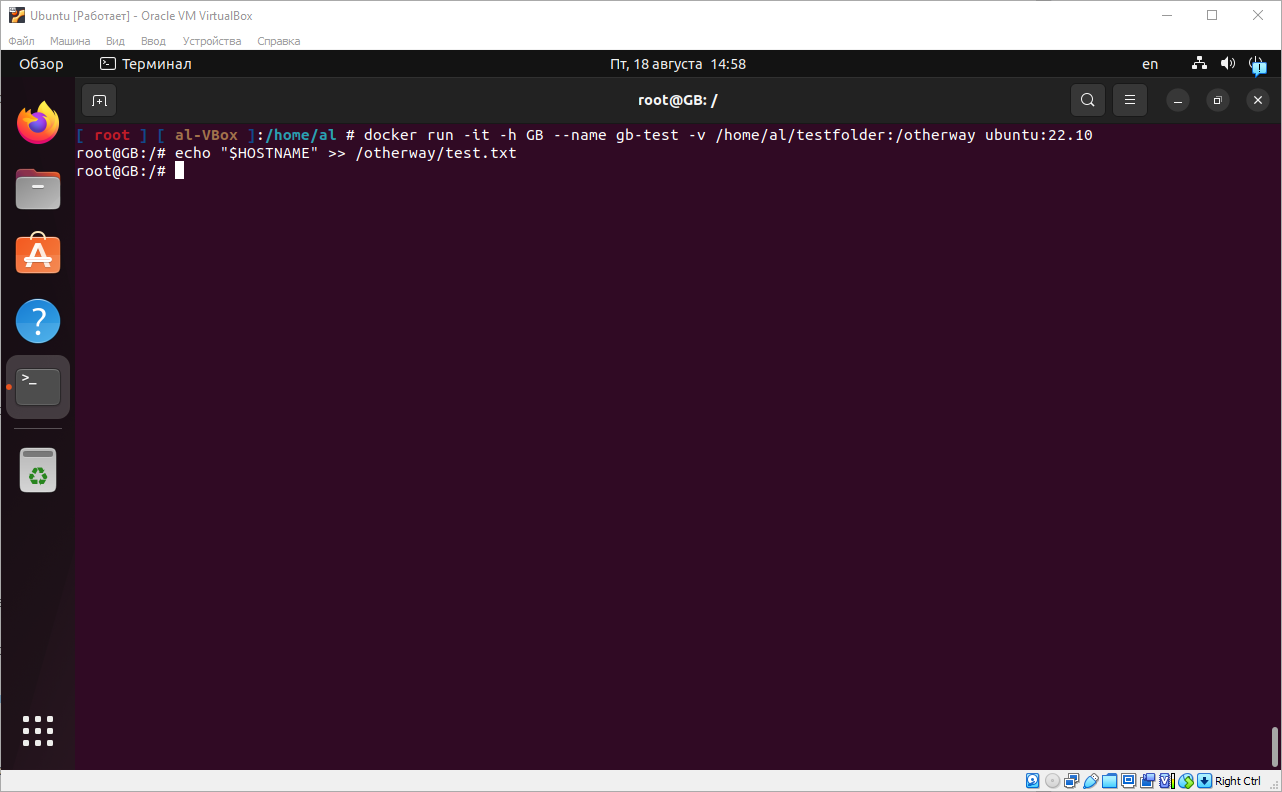 Ubuntu [Работает] - Oracle VM VirtualBox
Файл Машина Вид Ввод Устройства Справка
Обзор Терминал Пт, 18 августа 14:58 en
root@GB: /
[ root ] [ al-VBox ]:/home/al # docker run -it -h GB --name gb-test -v /home/al/testfolder:/otherway ubuntu:22.10
root@GB:/# echo "$HOSTNAME" >> /otherway/test.txt
root@GB:/#
Right Ctrl